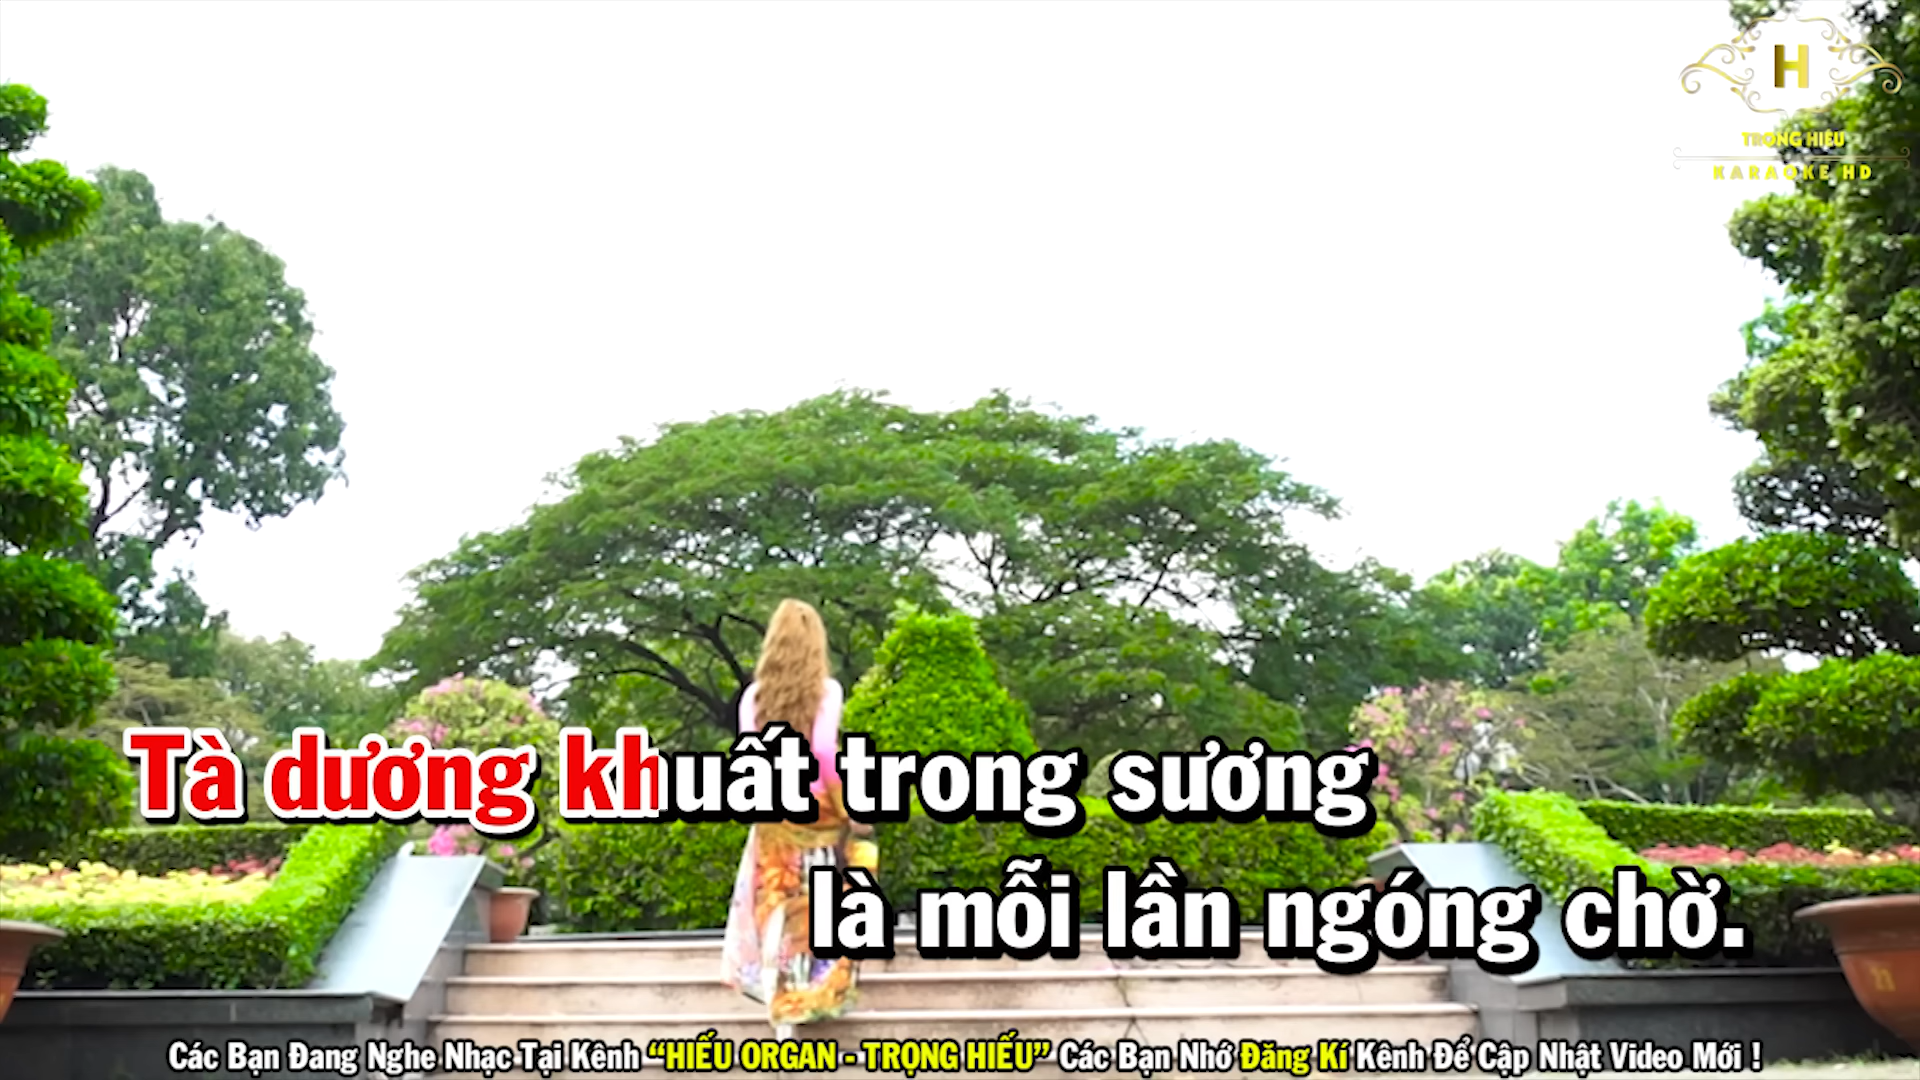 H
TRỌNG HIẾU
KARAOKE HD
Tà dương khuất trong sương
là mỗi lần ngóng chờ.
Các Bạn Đang Nghe Nhạc Tại Kênh “HIẾU ORGAN - TRỌNG HIẾU” Các Bạn Nhớ Đăng Kí Kênh Để Cập Nhật Video Mới !